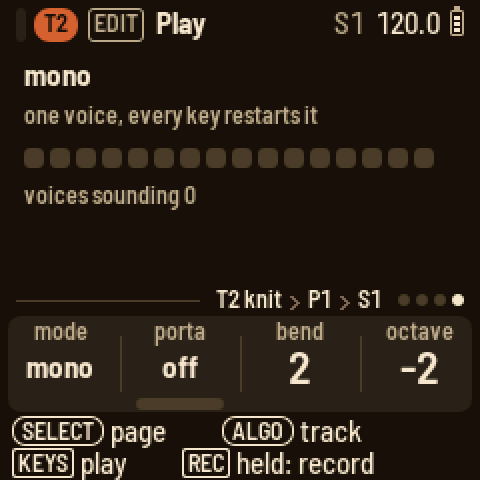 T2 EDIT Play S1 120.0
mono
one voice, every key restarts it
voices sounding 0
T2 knit > P1 > S1
mode porta bend octave
mono off 2 -2
SELECT page ALGO track
KEYS play REC held: record